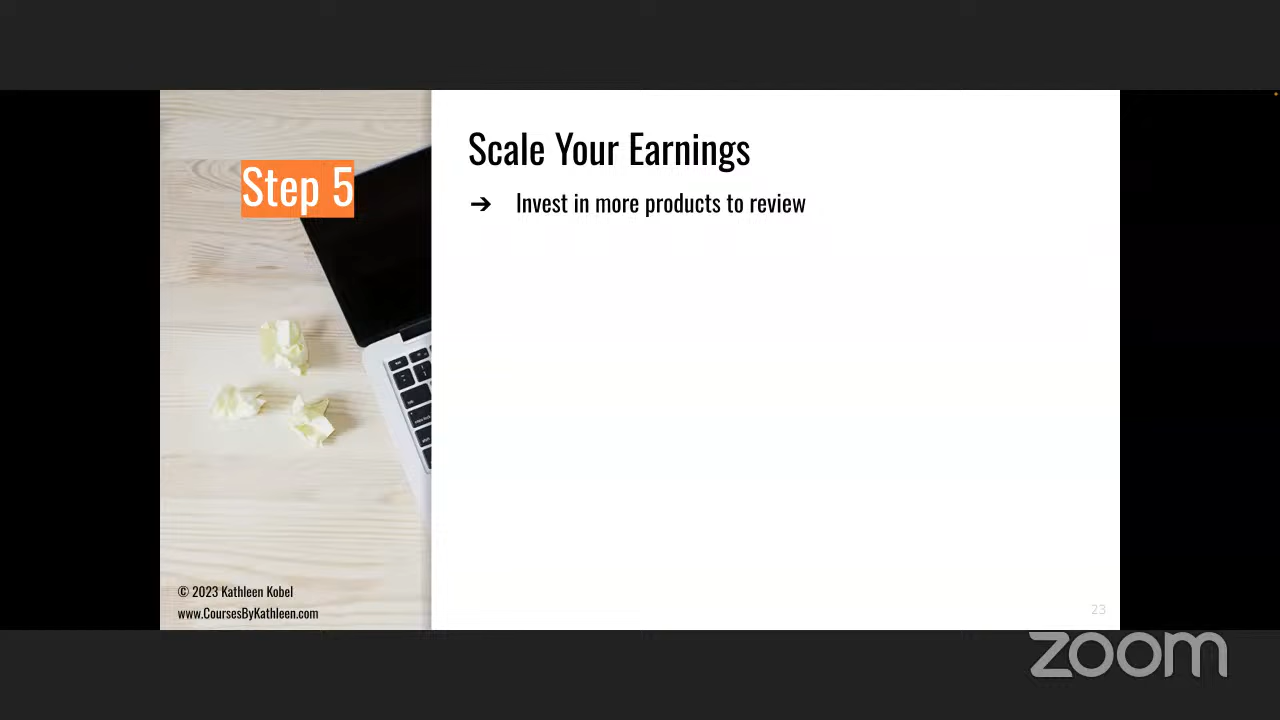 Step 5
Scale Your Earnings
➔ Invest in more products to review
© 2023 Kathleen Kobel
www.CoursesByKathleen.com
23
zoom